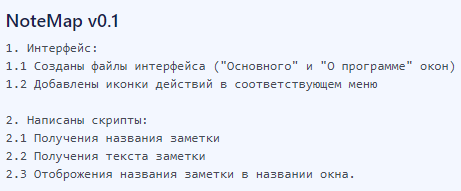 NoteMap v0.1
1. Интерфейс:
1.1 Созданы файлы интерфейса ("Основного" и "О программе" окон)
1.2 Добавлены иконки действий в соответствующем меню
2. Написаны скрипты:
2.1 Получения названия заметки
2.2 Получения текста заметки
2.3 Отоброжения названия заметки в названии окна.